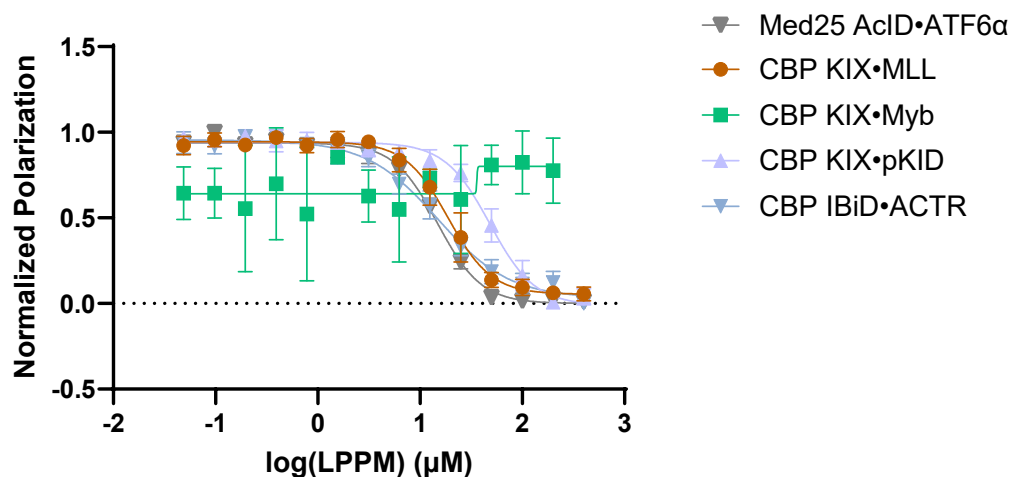 Med25 AcID•ATF6α
CBP KIX•MLL
CBP KIX•Myb
CBP KIX•pKID
CBP IBiD•ACTR
Normalized Polarization
1.5
1.0
0.5
0.0
-0.5
-2
-1
0
1
2
3
log(LPPM) (μM)